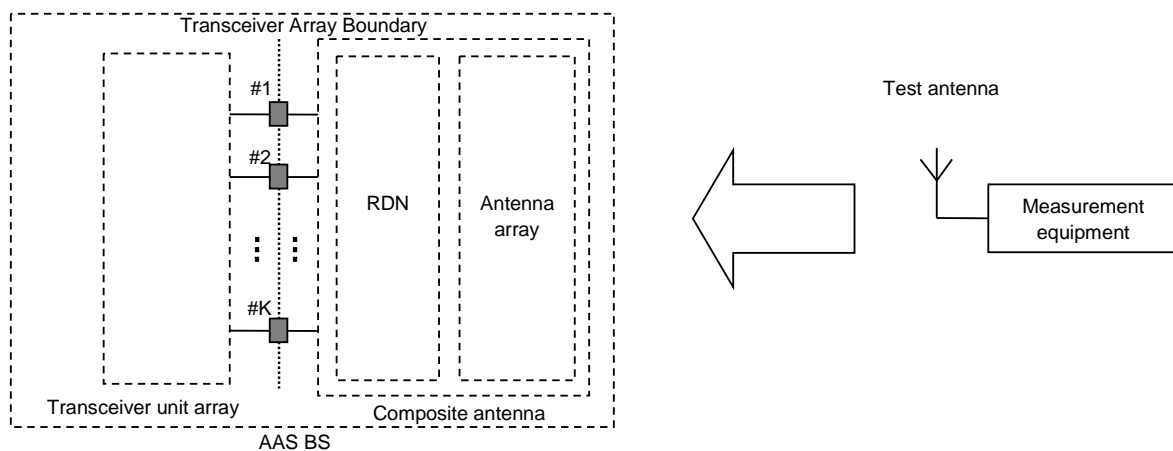 Transceiver Array Boundary
#1
#2
#K
RDN
Antenna
array
Transceiver unit array
Composite antenna
AAS BS
Test antenna
Measurement
equipment